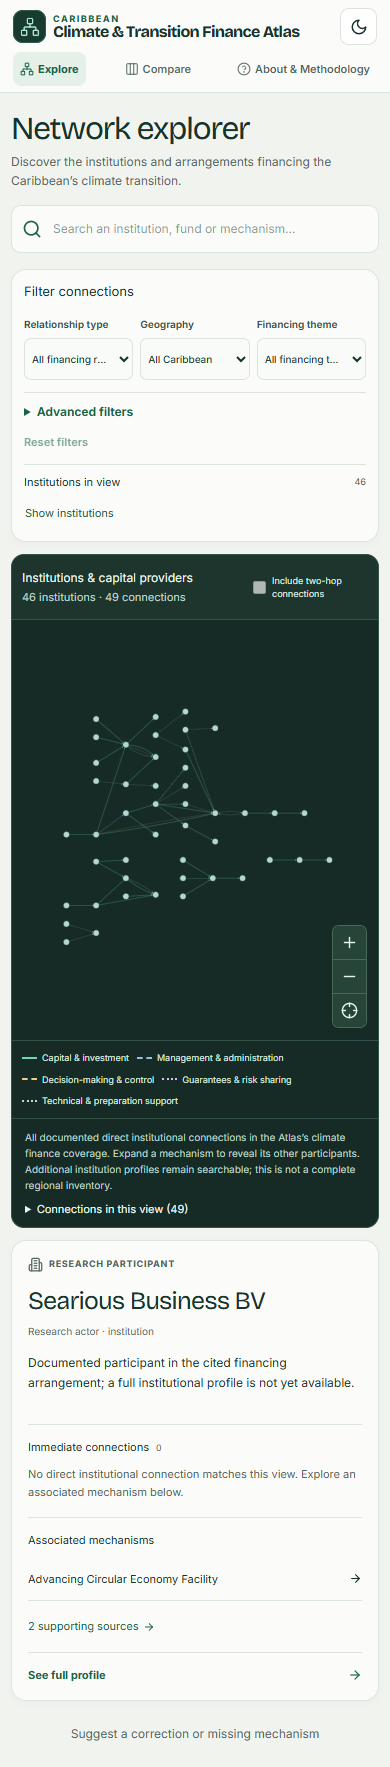 CARIBBEAN
Climate & Transition Finance Atlas
Explore
Compare
About & Methodology
Network explorer
Discover the institutions and arrangements financing the
Caribbean's climate transition.
Search an institution, fund or mechanism...
Filter connections
Relationship type
Geography
Financing theme
All financing r...
All Caribbean
All financing t...
Advanced filters
Reset filters
Institutions in view
46
Show institutions
Institutions & capital providers
46 institutions · 49 connections
Include two-hop
connections
Capital & investment
Management & administration
Decision-making & control
Guarantees & risk sharing
Technical & preparation support
All documented direct institutional connections in the Atlas's climate
finance coverage. Expand a mechanism to reveal its other participants.
Additional institution profiles remain searchable; this is not a complete
regional inventory.
Connections in this view (49)
RESEARCH PARTICIPANT
Searious Business BV
Research actor · institution
Documented participant in the cited financing
arrangement; a full institutional profile is not yet available.
Immediate connections 0
No direct institutional connection matches this view. Explore an
associated mechanism below.
Associated mechanisms
Advancing Circular Economy Facility
2 supporting sources
See full profile
Suggest a correction or missing mechanism